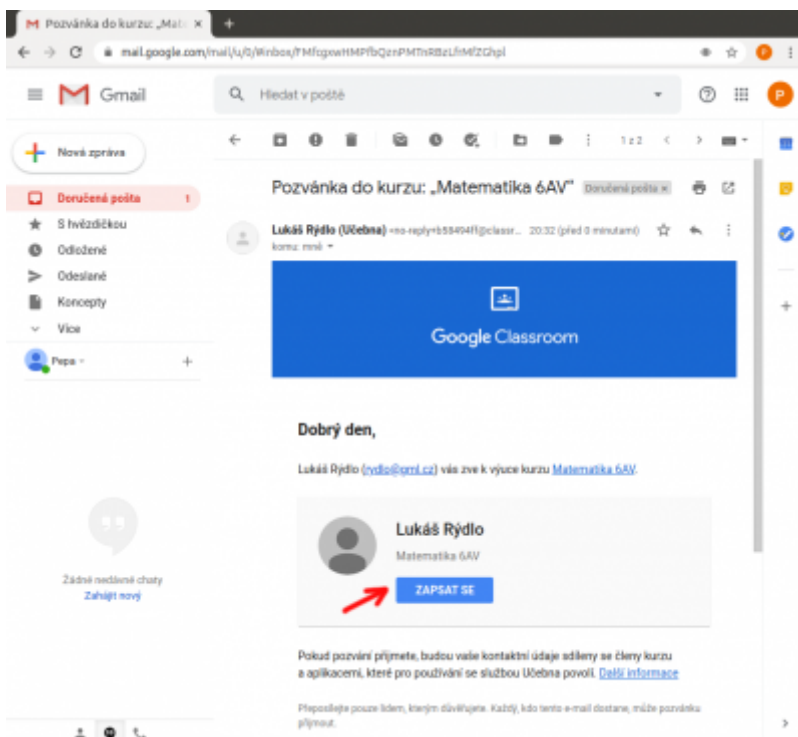 Pozvánka do kurzu: „Mat
mail.google.com/mail/u/0/#inbox/
Gmail
Hledat v poště
P
Nová zpráva
1 z 2
Doručená pošta 1
S hvězdičkou
Odložené
Odeslané
Koncepty
Více
Pepa
Pozvánka do kurzu: „Matematika 6AV" Doručená pošta ×
Lukáš Rýdlo (Učebna) 20:32 (před 0 minutami)
komu: mně
Google Classroom
Dobrý den,
Lukáš Rýdlo (rydlo@gml.cz) vás zve k výuce kurzu Matematika 6AV.
Lukáš Rýdlo
Matematika 6AV
ZAPSAT SE
Žádné nedávné chaty
Zahájit nový
Pokud pozvání přijmete, budou vaše kontaktní údaje sdíleny se členy kurzu
a aplikacemi, které pro používání se službou Učebna povolí. Další informace
Přeposílejte pouze lidem, kterým důvěřujete. Každý, kdo tento e-mail dostane, může pozvánku
přijmout.